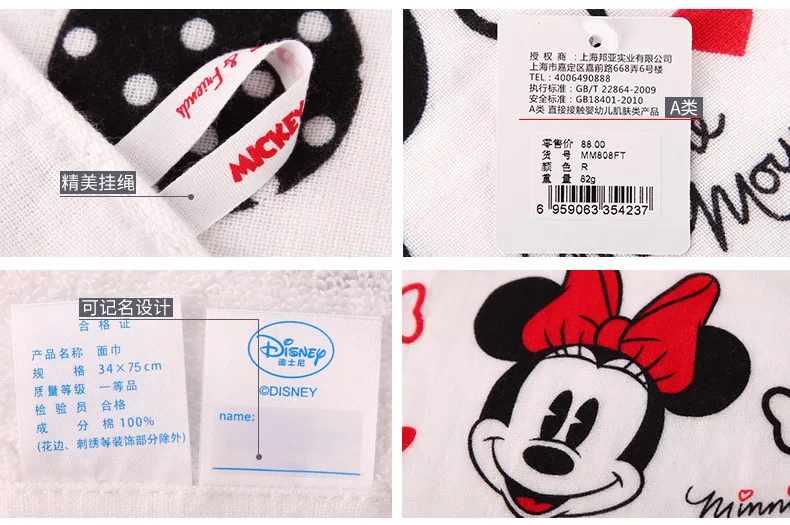 & Friends
MICKEY
精美挂绳
授 权 商：上海邦亚实业有限公司
上海市嘉定区嘉前路668弄6号楼
TEL：4006490888
执行标准：GB/T 22864-2009
安全标准：GB18401-2010
A类 直接接触婴幼儿肌肤类产品
A类
零售价 88.00
货 号 MM808FT
颜 色 R
重 量 82g
6 959063 354237
Mou
可记名设计
合 格 证
产品名称 面巾
规 格 34×75cm
质量等级 一等品
检 验 员 合格
成 分 棉 100%
(花边、刺绣等装饰部分除外)
DISNEY
迪士尼
©DISNEY
name:
minni